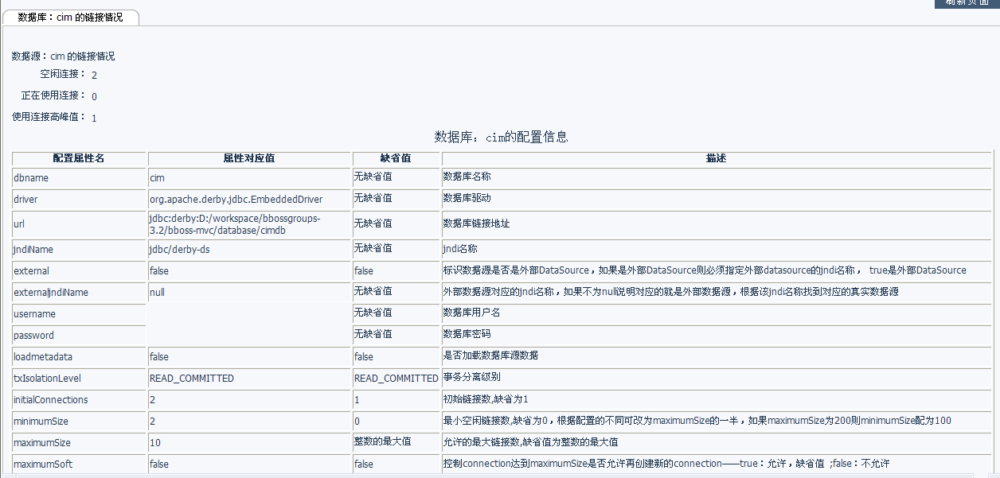 刷新页面
数据库：cim 的链接情况
数据源：cim 的链接情况
空闲连接： 2
正在使用连接： 0
使用连接高峰值： 1
数据库：cim的配置信息
配置属性名 属性对应值 缺省值 描述
dbname cim 无缺省值 数据库名称
driver org.apache.derby.jdbc.EmbeddedDriver 无缺省值 数据库驱动
url jdbc:derby:D:/workspace/bbossgroups-
3.2/bboss-mvc/database/cimdb 无缺省值 数据库链接地址
jndiName jdbc/derby-ds 无缺省值 jndi名称
external false false 标识数据源是否是外部DataSource，如果是外部DataSource则必须指定外部datasource的jndi名称， true是外部DataSource
externaljndiName null 无缺省值 外部数据源对应的jndi名称，如果不为null说明对应的就是外部数据源，根据该jndi名称找到对应的真实数据源
username 无缺省值 数据库用户名
password 无缺省值 数据库密码
loadmetadata false false 是否加载数据库源数据
txIsolationLevel READ_COMMITTED READ_COMMITTED 事务分离级别
initialConnections 2 1 初始链接数,缺省为1
minimumSize 2 0 最小空闲链接数,缺省为0，根据配置的不同可改为maximumSize的一半，如果maximumSize为200则minimumSize配为100
maximumSize 10 整数的最大值 允许的最大链接数,缺省值为整数的最大值
maximumSoft false false 控制connection达到maximumSize是否允许再创建新的connection——true：允许，缺省值 ;false：不允许